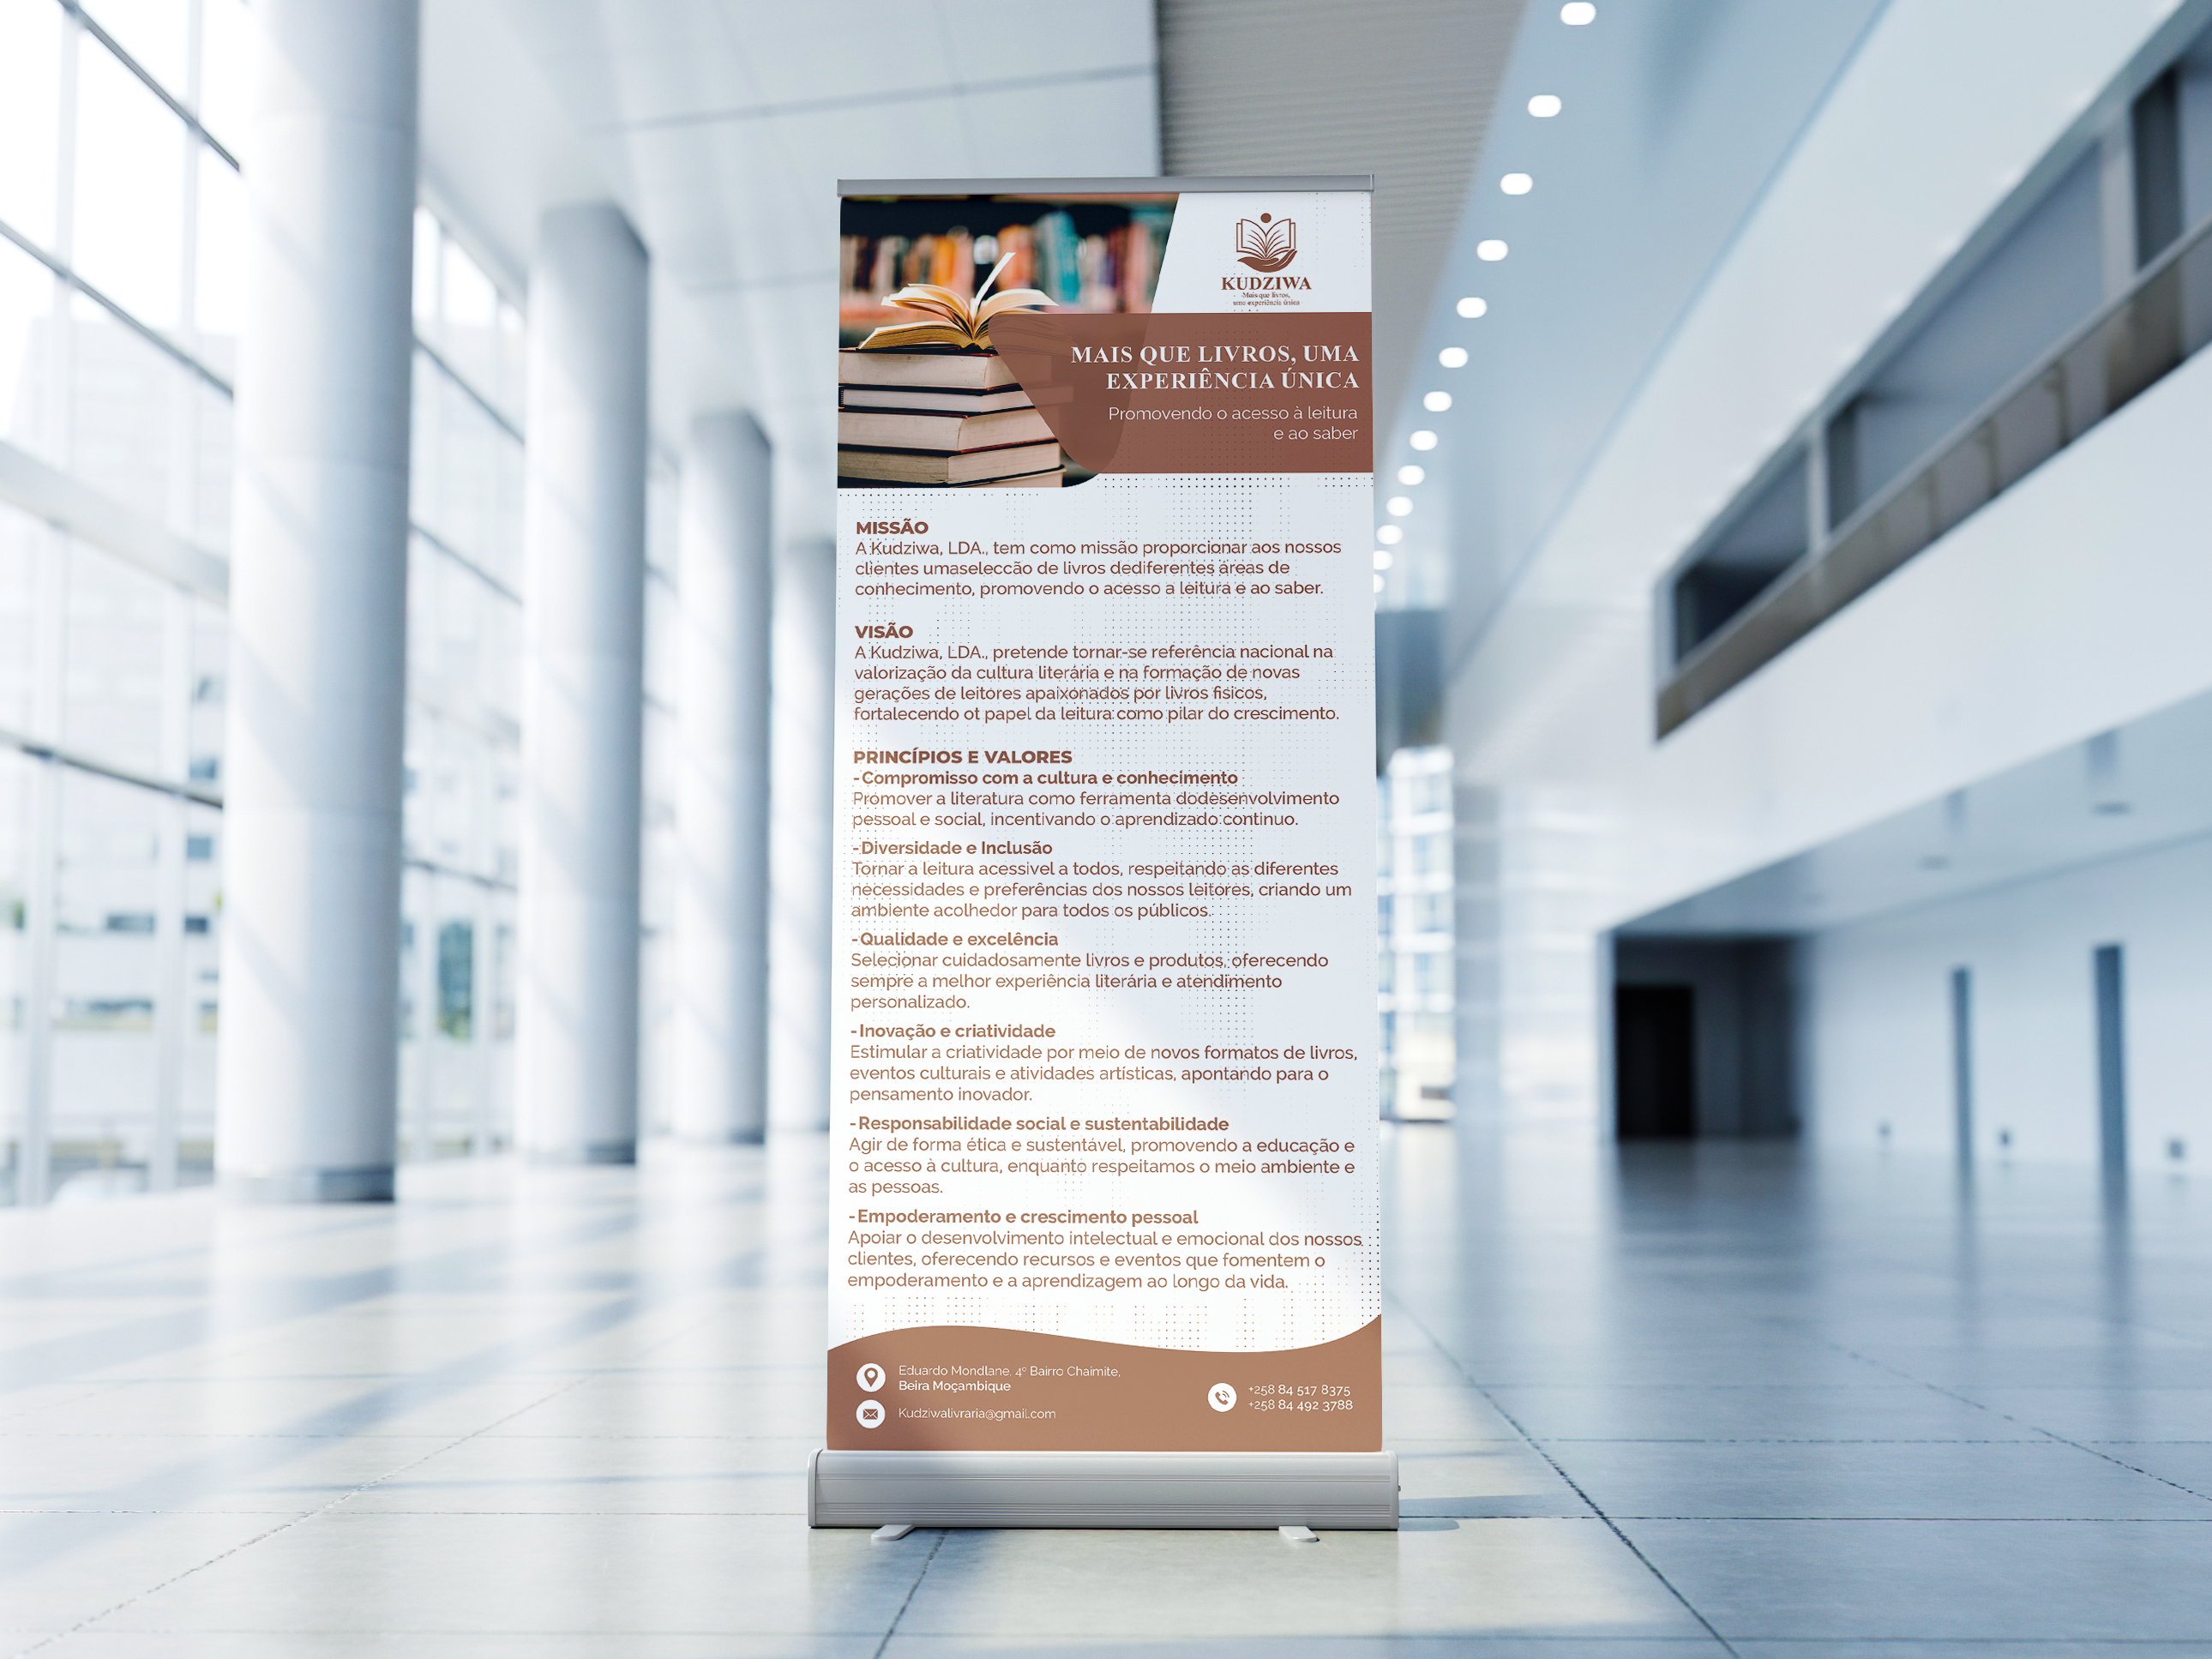 KUDZIWA
Mais que livros,
uma experiência única
MAIS QUE LIVROS, UMA
EXPERIÊNCIA ÚNICA
Promovendo o acesso à leitura
e ao saber
MISSÃO
A Kudziwa, LDA., tem como missão proporcionar aos nossos
clientes umaselecção de livros dediferentes áreas de
conhecimento, promovendo o acesso a leitura e ao saber.
VISÃO
A Kudziwa, LDA., pretende tornar-se referência nacional na
valorização da cultura literária e na formação de novas
gerações de leitores apaixonados por livros fisicos,
fortalecendo ot papel da leitura como pilar do crescimento.
PRINCÍPIOS E VALORES
-Compromisso com a cultura e conhecimento
Promover a literatura como ferramenta dodesenvolvimento
pessoal e social, incentivando o aprendizado continuo.
-Diversidade e Inclusão
Tornar a leitura acessivel a todos, respeitando as diferentes
necessidades e preferências dos nossos leitores, criando um
ambiente acolhedor para todos os públicos.
-Qualidade e excelência
Selecionar cuidadosamente livros e produtos, oferecendo
sempre a melhor experiência literária e atendimento
personalizado.
-Inovação e criatividade
Estimular a criatividade por meio de novos formatos de livros,
eventos culturais e atividades artísticas, apontando para o
pensamento inovador.
-Responsabilidade social e sustentabilidade
Agir de forma ética e sustentável, promovendo a educação e
o acesso à cultura, enquanto respeitamos o meio ambiente e
as pessoas.
-Empoderamento e crescimento pessoal
Apoiar o desenvolvimento intelectual e emocional dos nossos
clientes, oferecendo recursos e eventos que fomentem o
empoderamento e a aprendizagem ao longo da vida.
Eduardo Mondlane, 4º Bairro Chaimite,
Beira Moçambique
Kudziwalivraria@gmail.com
+258 84 517 8375
+258 84 492 3788